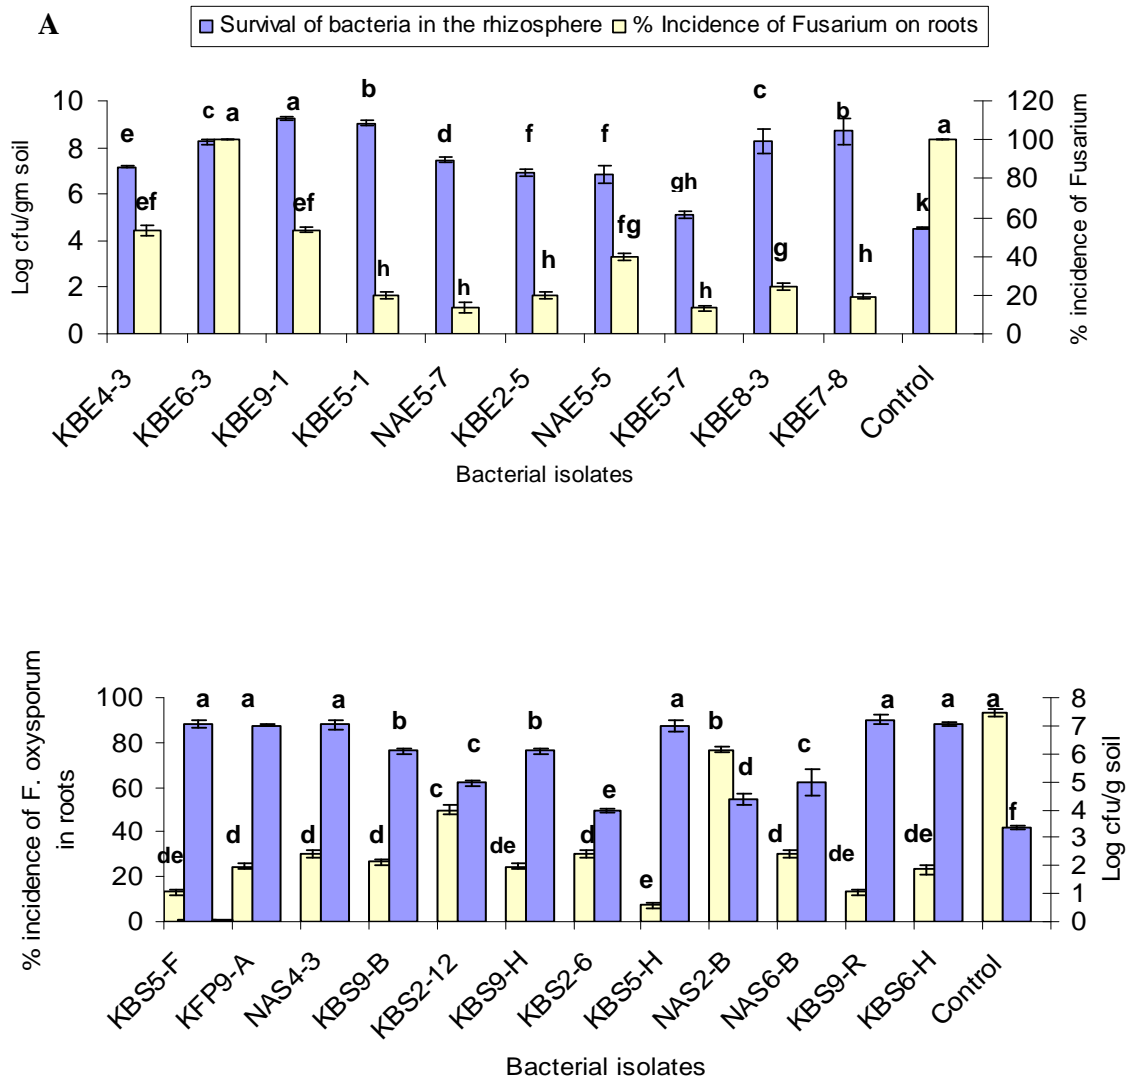 A
Survival of bacteria in the rhizosphere % Incidence of Fusarium on roots
Log cfu/gm soil
10
8
6
4
2
0
e c a a b d f f gh c b k a
ef ef h h h fg h g h
120
100
80
60
40
20
0
% incidence of Fusarium
KBE4-3 KBE6-3 KBE9-1 KBE5-1 NAE5-7 KBE2-5 NAE5-5 KBE5-7 KBE8-3 KBE7-8 Control
Bacterial isolates
% incidence of F. oxysporum
in roots
100
80
60
40
20
0
a a a b c b e a b d c a a a f
de d d d c de d e d de de
8
7
6
5
4
3
2
1
0
Log cfu/g soil
KBS5-F KFP9-A NAS4-3 KBS9-B KBS2-12 KBS9-H KBS2-6 KBS5-H NAS2-B NAS6-B KBS9-R KBS6-H Control
Bacterial isolates